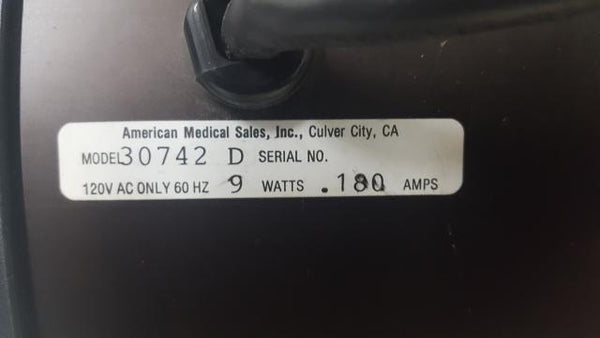 American Medical Sales, Inc., Culver City, CA
MODEL 30742 D SERIAL NO.
120V AC ONLY 60 HZ 9 WATTS .180 AMPS